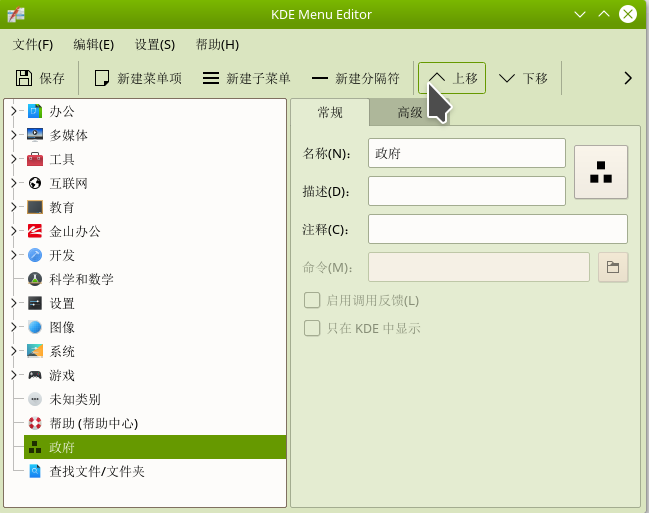 KDE Menu Editor
文件(F) 编辑(E) 设置(S) 帮助(H)
保存 新建菜单项 新建子菜单 新建分隔符 上移 下移
办公
多媒体
工具
互联网
教育
金山办公
开发
科学和数学
设置
图像
系统
游戏
未知类别
帮助 (帮助中心)
政府
查找文件/文件夹
常规 高级
名称(N): 政府
描述(D):
注释(C):
命令(M):
启用调用反馈(L)
只在 KDE 中显示